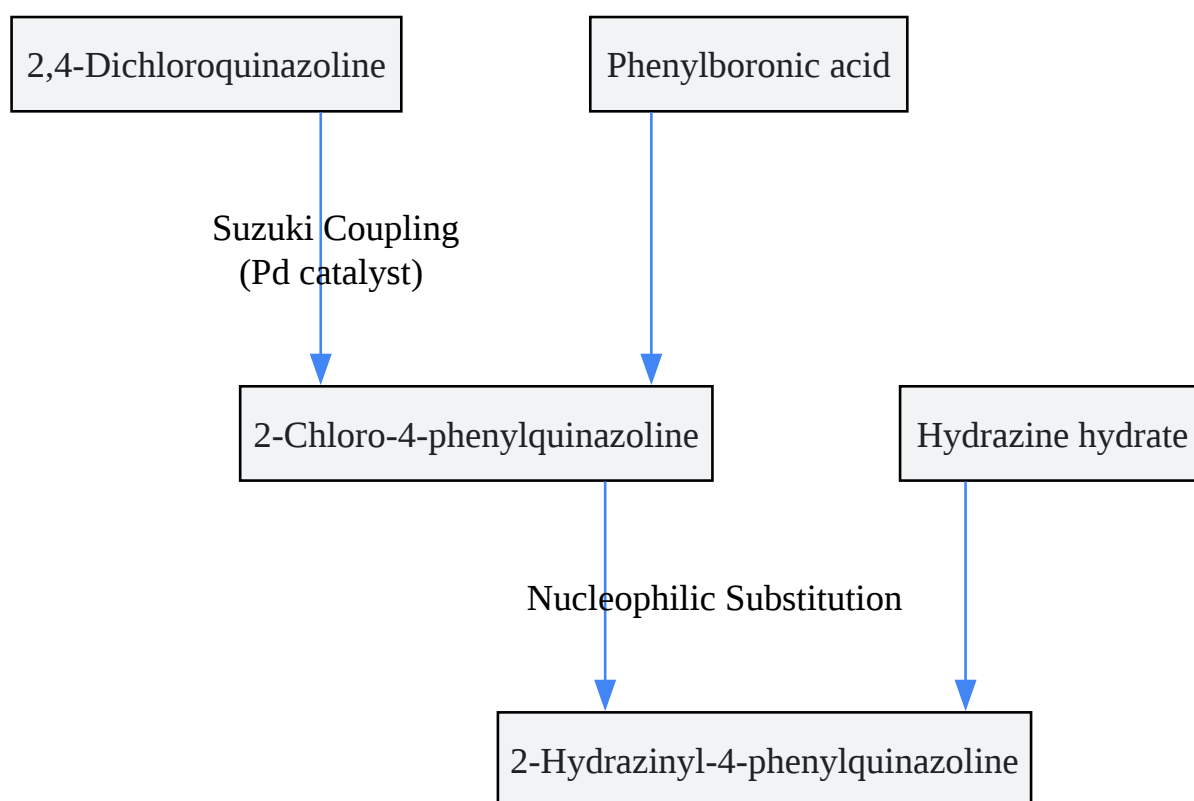 2,4-Dichloroquinazoline
Phenylboronic acid
Suzuki Coupling
(Pd catalyst)
2-Chloro-4-phenylquinazoline
Hydrazine hydrate
Nucleophilic Substitution
2-Hydrazinyl-4-phenylquinazoline